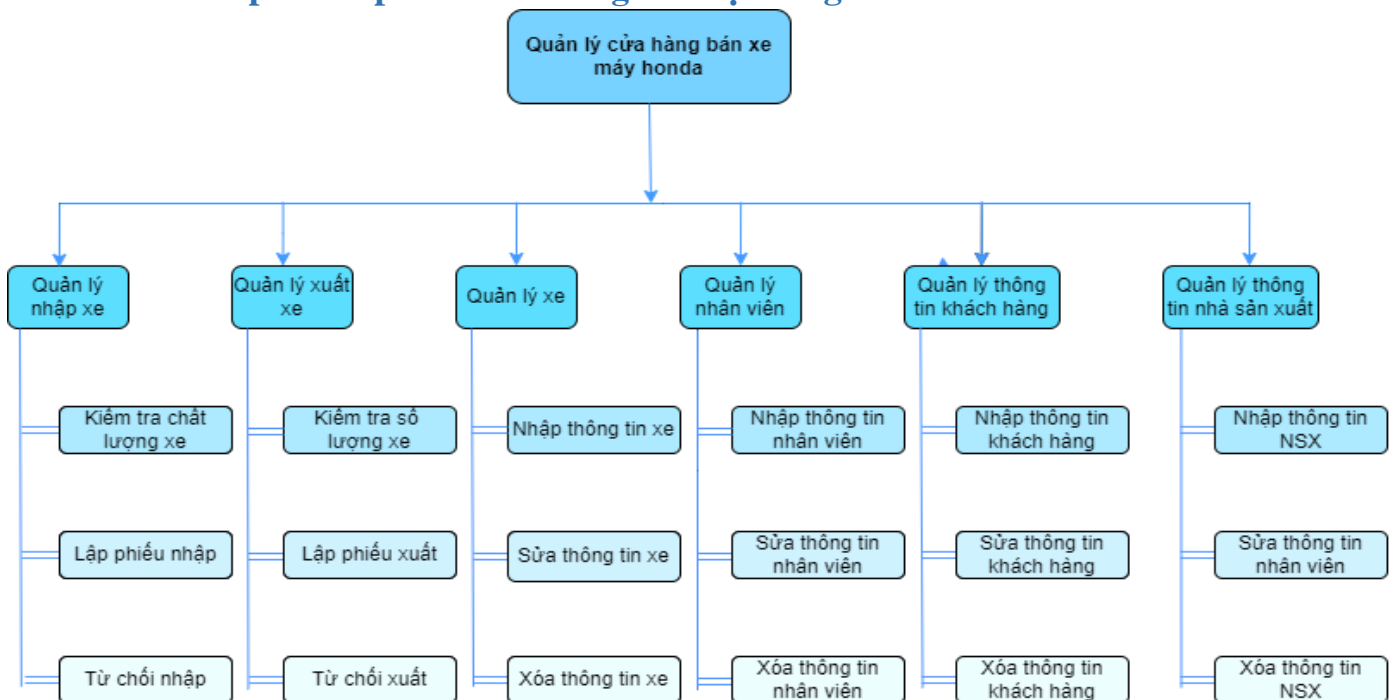 Quản lý cửa hàng bán xe
máy honda
Quản lý
nhập xe
Quản lý xuất
xe
Quản lý xe
Quản lý
nhân viên
Quản lý thông
tin khách hàng
Quản lý thông
tin nhà sản xuất
Kiểm tra chất
lượng xe
Kiểm tra số
lượng xe
Nhập thông tin xe
Nhập thông tin
nhân viên
Nhập thông tin
khách hàng
Nhập thông tin
NSX
Lập phiếu nhập
Lập phiếu xuất
Sửa thông tin xe
Sửa thông tin
nhân viên
Sửa thông tin
khách hàng
Sửa thông tin
nhân viên
Từ chối nhập
Từ chối xuất
Xóa thông tin xe
Xóa thông tin
nhân viên
Xóa thông tin
khách hàng
Xóa thông tin
NSX